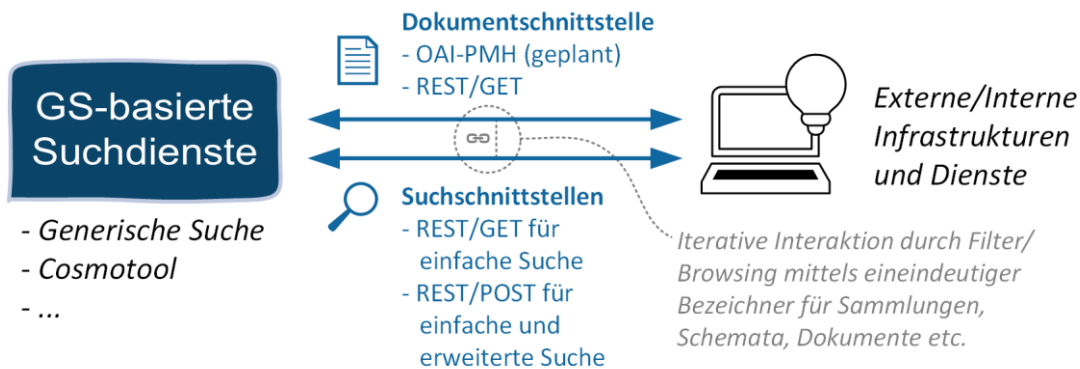 GS-basierte
Suchdienste
- Generische Suche
- Cosmotool
- ...
Dokumentschnittstelle
- OAI-PMH (geplant)
- REST/GET
Suchschnittstellen
- REST/GET für
einfache Suche
- REST/POST für
einfache und
erweiterte Suche
Externe/Interne
Infrastrukturen
und Dienste
Iterative Interaktion durch Filter/
Browsing mittels eineindeutiger
Bezeichner für Sammlungen,
Schemata, Dokumente etc.